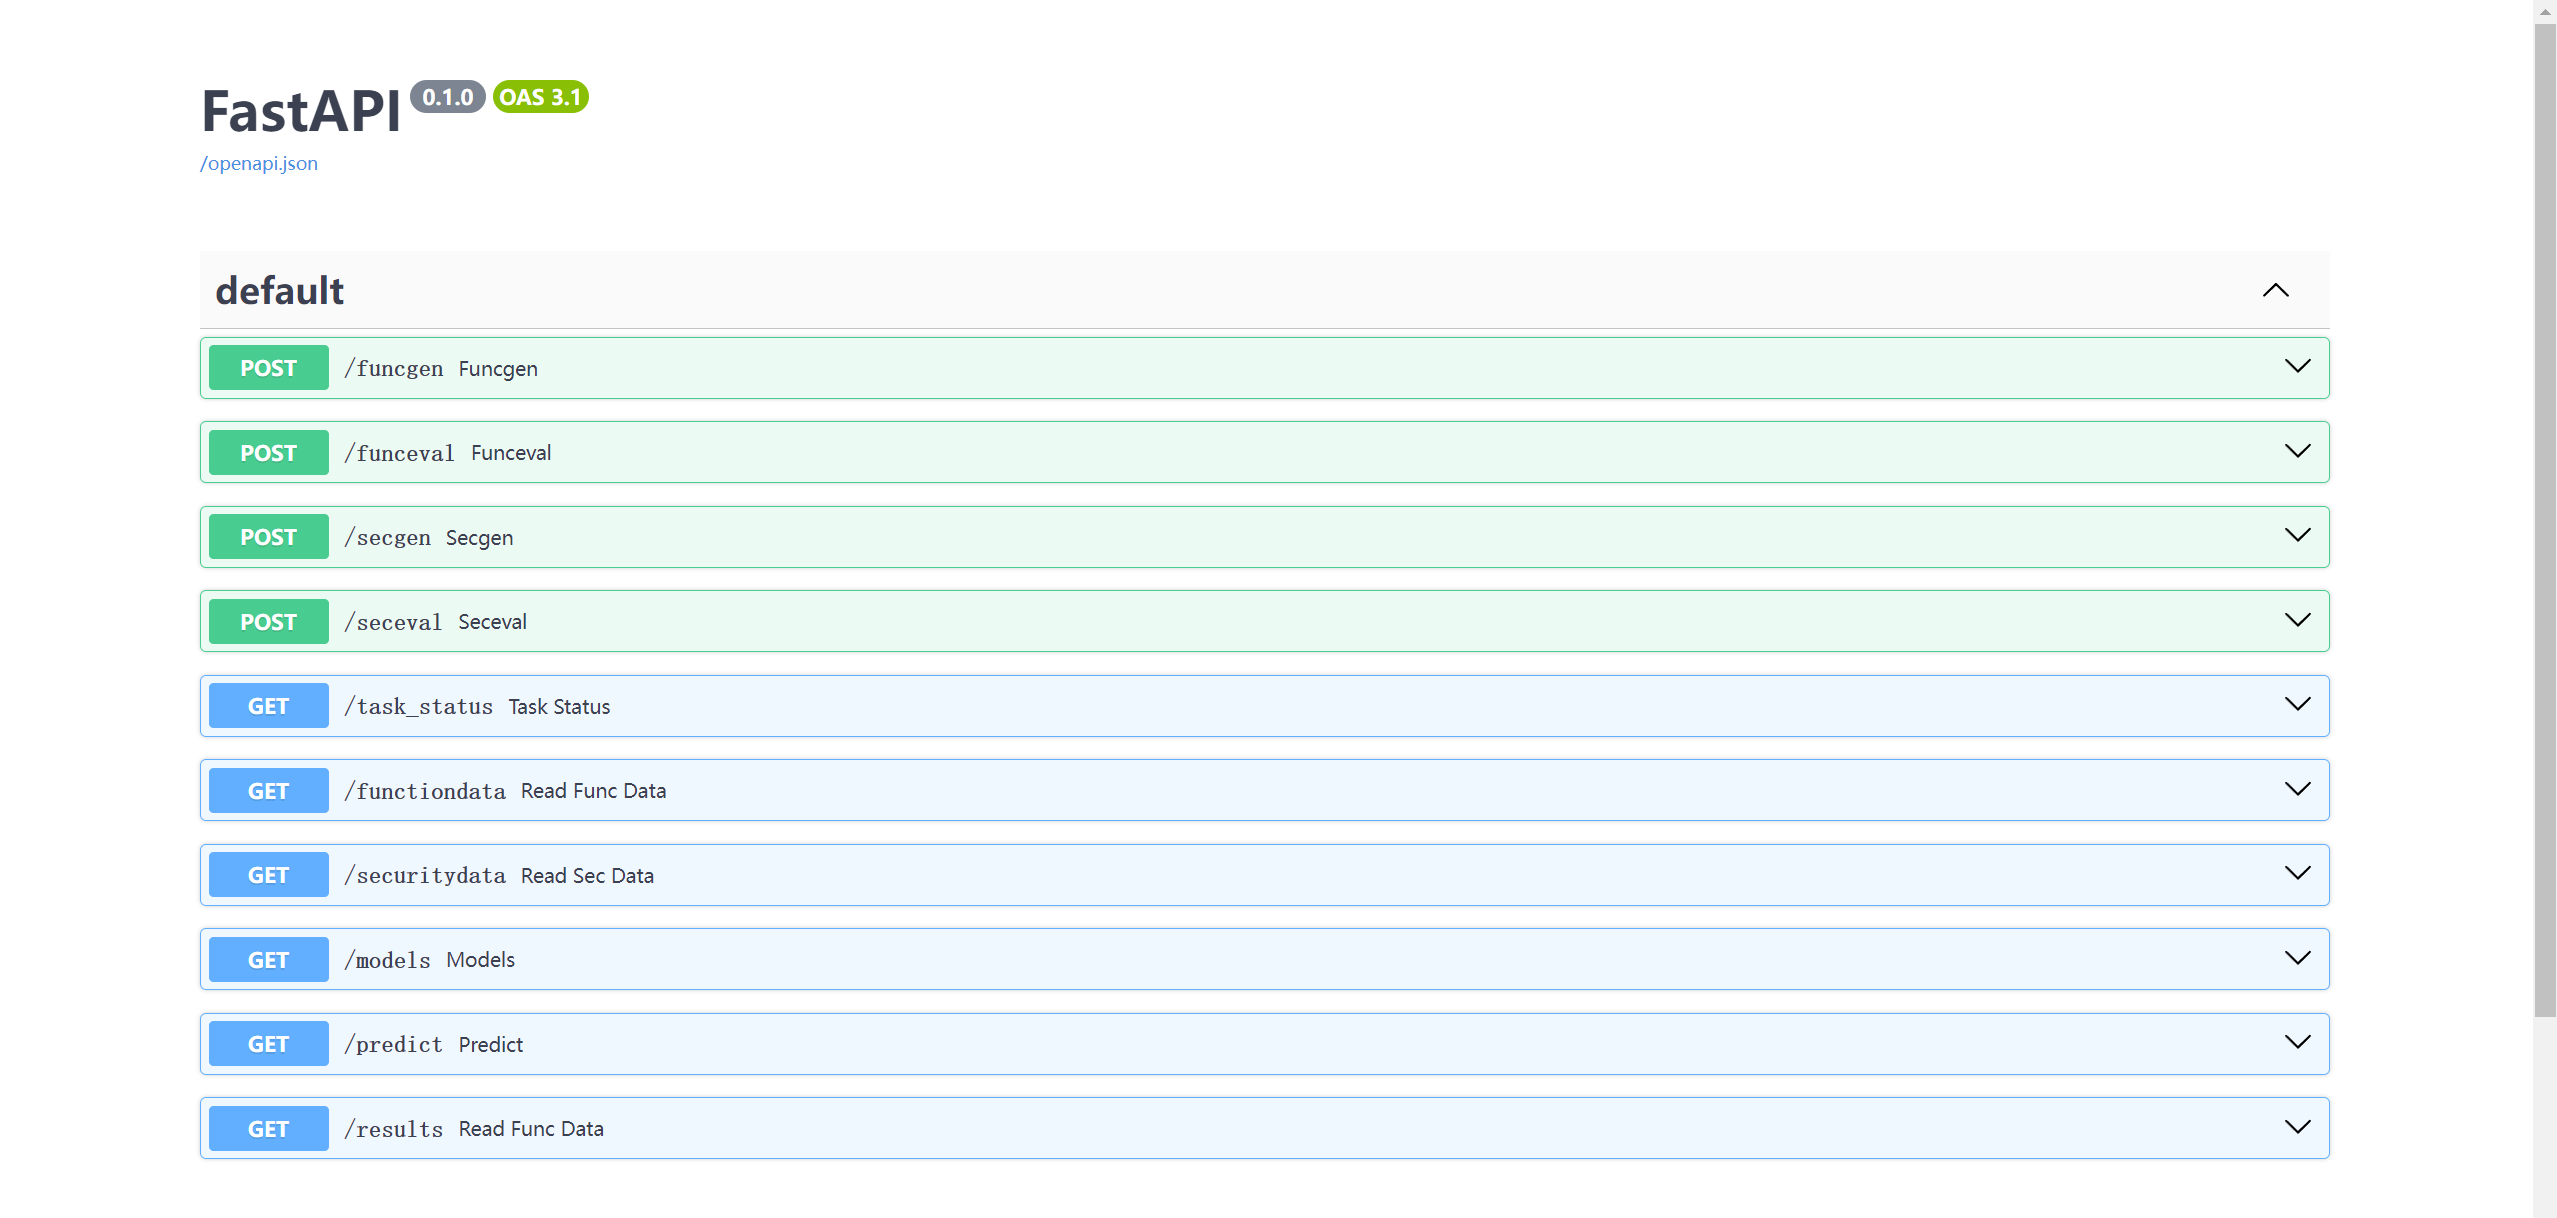 FastAPI 0.1.0 OAS 3.1
/openapi.json
default
POST /funcgen Funcgen
POST /funceval Funceval
POST /secgen Secgen
POST /seceval Seceval
GET /task_status Task Status
GET /functiondata Read Func Data
GET /securitydata Read Sec Data
GET /models Models
GET /predict Predict
GET /results Read Func Data